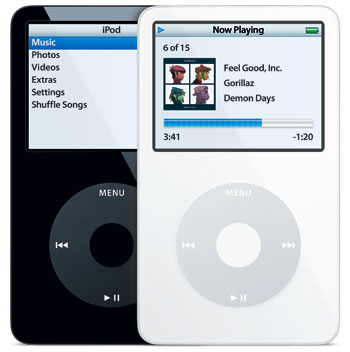 iPod
Music
Photos
Videos
Extras
Settings
Shuffle Songs
MENU
Now Playing
6 of 15
Feel Good, Inc.
Gorillaz
Demon Days
3:41 -1:20
MENU